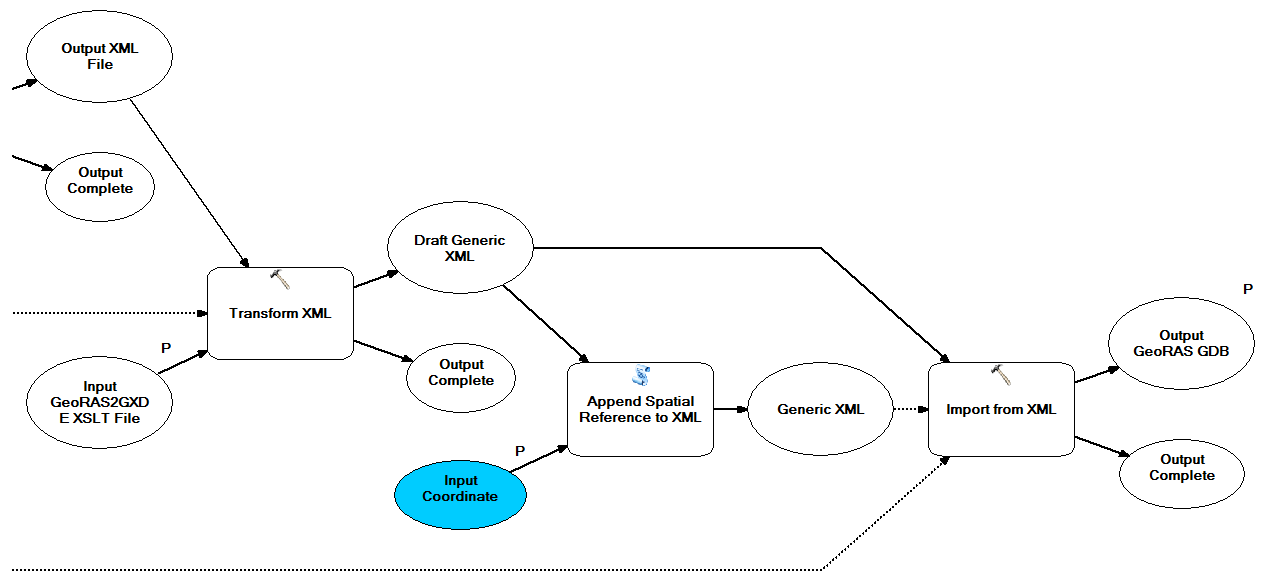 Output XML
File
Output
Complete
Draft Generic
XML
Transform XML
P
Input
GeoRAS2GXD
E XSLT File
Output
Complete
P
Input
Coordinate
Append Spatial
Reference to XML
Generic XML
Import from XML
P
Output
GeoRAS GDB
Output
Complete